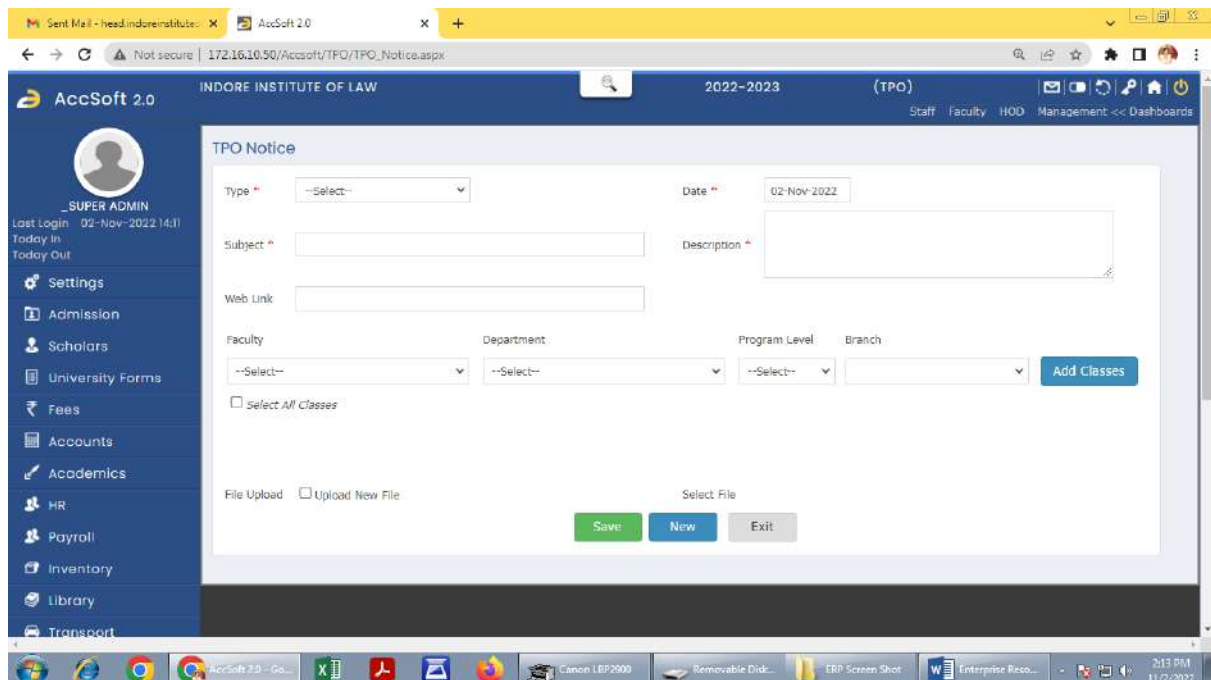 Sent Mail - head.indoreinstitute
AccSoft 2.0
Not secure | 172.16.10.50/Accsoft/TPO/TPO_Notice.aspx
AccSoft 2.0
INDORE INSTITUTE OF LAW
2022-2023
(TPO)
Staff Faculty HOD Management << Dashboards
_SUPER ADMIN
Last Login 02-Nov-2022 14:11
Today In
Today Out
Settings
Admission
Scholars
University Forms
Fees
Accounts
Academics
HR
Payroll
Inventory
Library
Transport
TPO Notice
Type *
--Select--
Date *
02-Nov-2022
Subject *
Description *
Web Link
Faculty
Department
Program Level
Branch
--Select--
--Select--
--Select--
Add Classes
Select All Classes
File Upload
Upload New File
Select File
Save
New
Exit
AccSoft 2.0 - Go...
Canon LBP2900
Removable Disk...
ERP Screen Shot
Enterprise Reso...
2:13 PM
11/2/2022